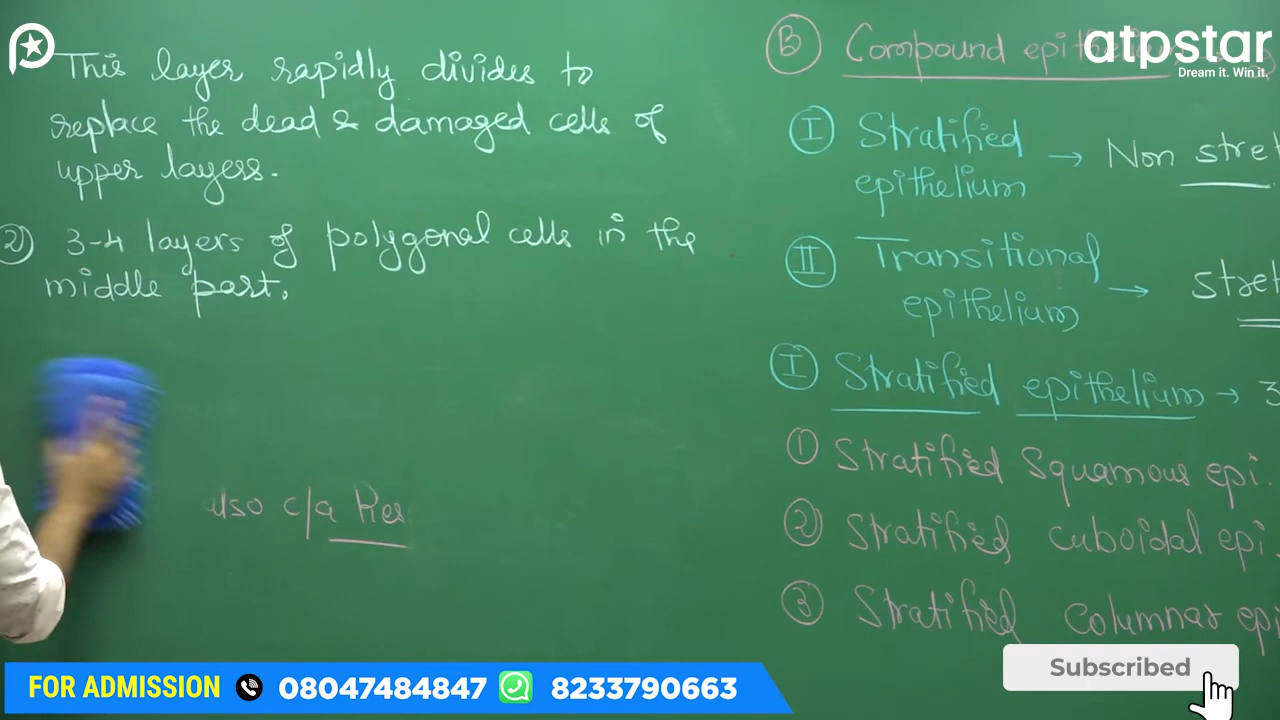 This layer rapidly divides to
replace the dead & damaged cells of
upper layers.
2) 3-4 layers of polygonal cells in the
middle part.
also c/a Res
B Compound epithelium
I Stratified
epithelium → Non stret
II Transitional
epithelium → stret
I Stratified epithelium → 3
1 Stratified Squamous epi.
2 Stratified cuboidal epi.
3 Stratified Columnar epi
atpstar
Dream it. Win it.
FOR ADMISSION 08047484847 8233790663
Subscribed